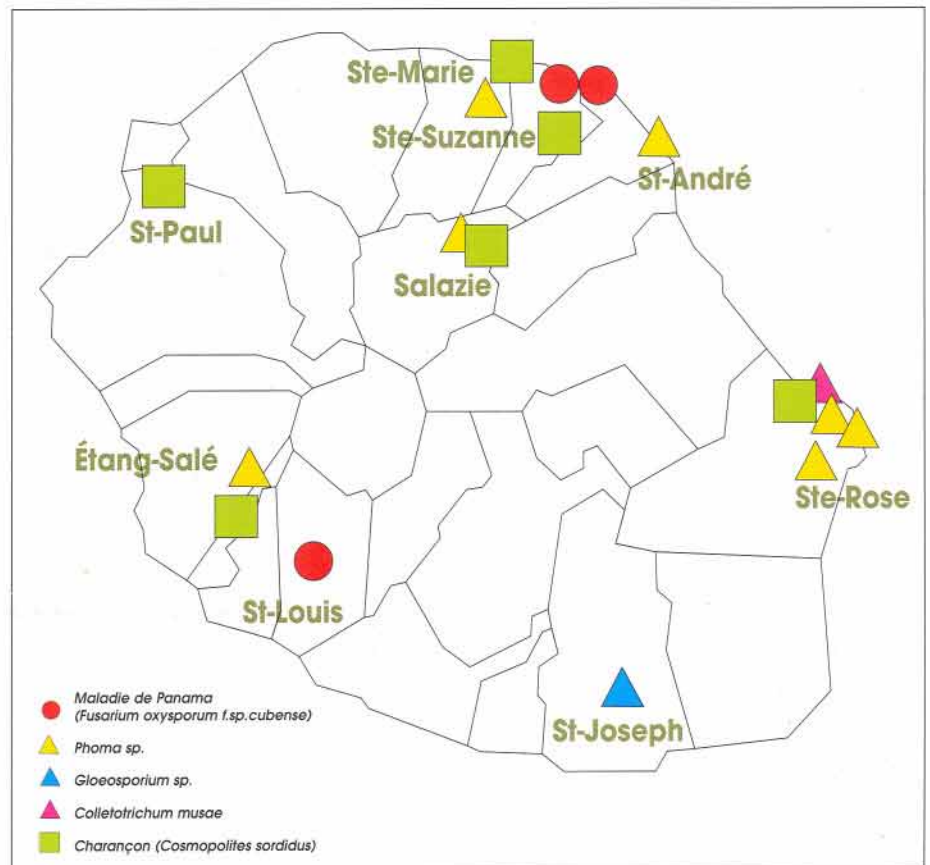 Ste-Marie
Ste-Suzanne
St-André
St-Paul
Salazie
Étang-Salé
Ste-Rose
St-Louis
St-Joseph
Maladie de Panama
(Fusarium oxysporum f.sp.cubense)
Phoma sp.
Gloeosporium sp.
Colletotrichum musae
Charançon (Cosmopolites sordidus)